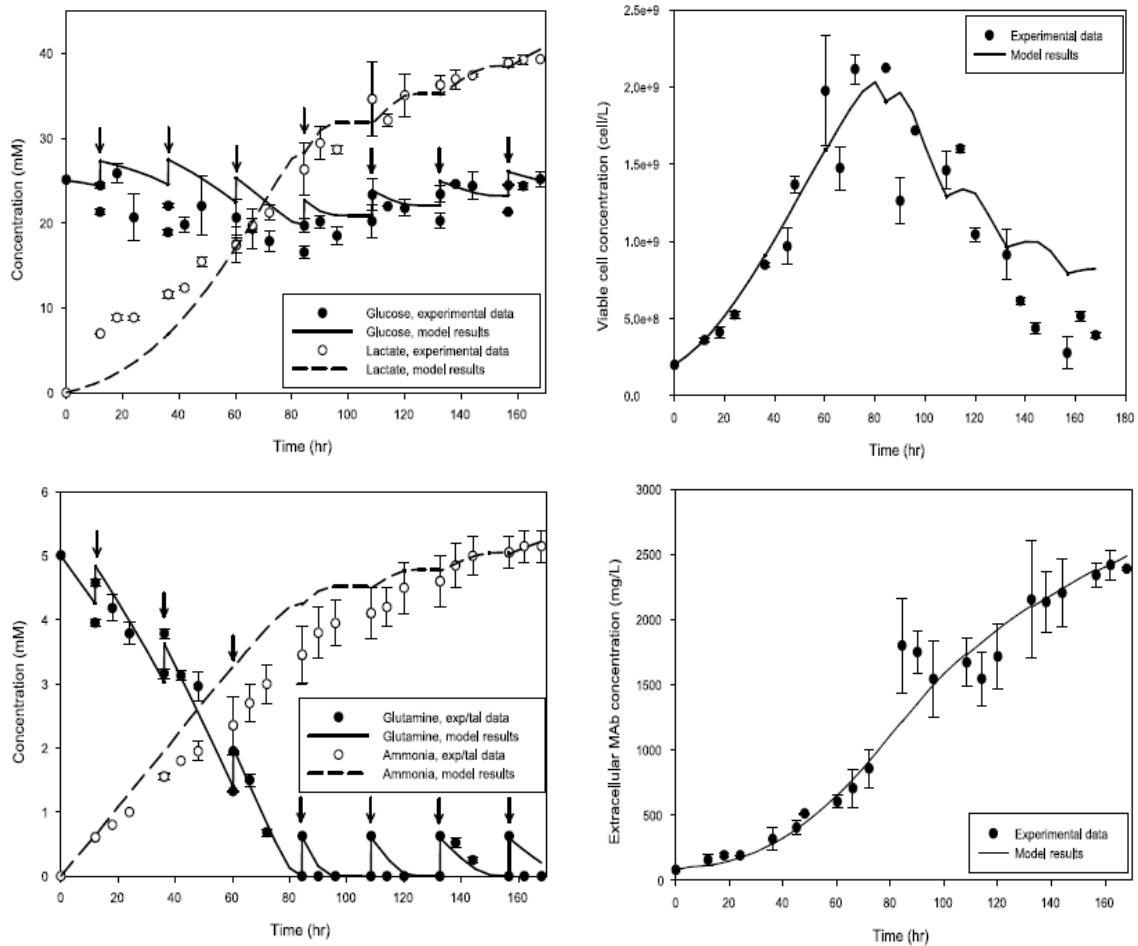 Concentration (mM)
40
30
20
10
0
0 20 40 60 80 100 120 140 160
Time (hr)
Glucose, experimental data
Glucose, model results
Lactate, experimental data
Lactate, model results
Viable cell concentration (cell/L)
2.5e+9
2.0e+9
1.5e+9
1.0e+9
5.0e+8
0.0
0 20 40 60 80 100 120 140 160 180
Time (hr)
Experimental data
Model results
Concentration (mM)
6
5
4
3
2
1
0
0 20 40 60 80 100 120 140 160
Time (hr)
Glutamine, exp/tal data
Glutamine, model results
Ammonia, exp/tal data
Ammonia, model results
Extracellular MAb concentration (mg/L)
3000
2500
2000
1500
1000
500
0
0 20 40 60 80 100 120 140 160
Time (hr)
Experimental data
Model results